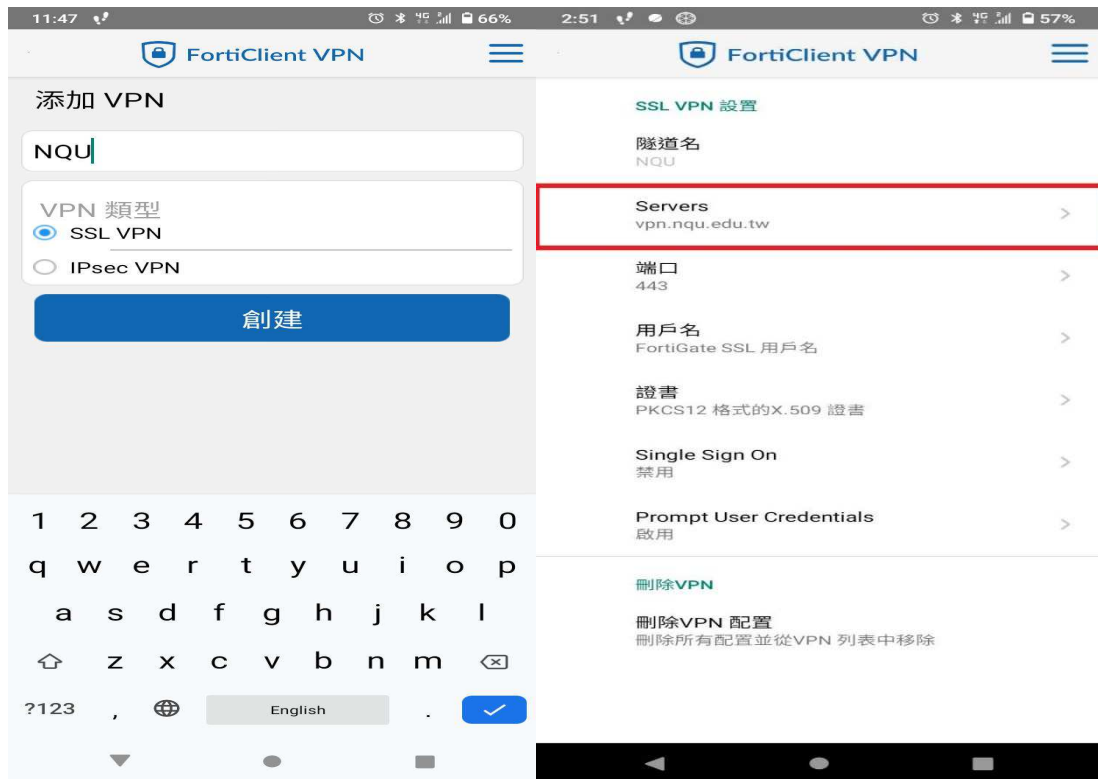 11:47 4G 66%
FortiClient VPN
添加 VPN
NQU
VPN 類型
SSL VPN
IPsec VPN
創建
1 2 3 4 5 6 7 8 9 0
q w e r t y u i o p
a s d f g h j k l
z x c v b n m
?123 , English .
2:51 4G 57%
FortiClient VPN
SSL VPN 設置
隧道名
NQU
Servers
vpn.nqu.edu.tw
端口
443
用戶名
FortiGate SSL 用戶名
證書
PKCS12 格式的X.509 證書
Single Sign On
禁用
Prompt User Credentials
啟用
刪除VPN
刪除VPN 配置
刪除所有配置並從VPN 列表中移除